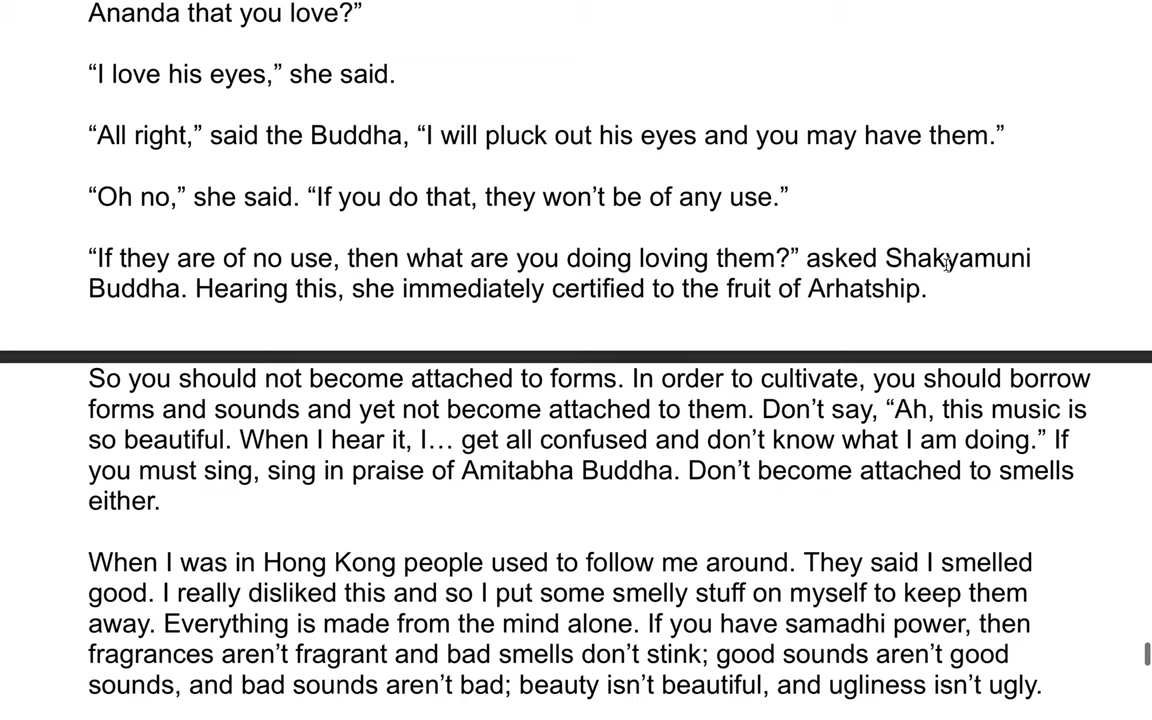 Ananda that you love?”
“I love his eyes,” she said.
“All right,” said the Buddha, “I will pluck out his eyes and you may have them.”
“Oh no,” she said. “If you do that, they won’t be of any use.”
“If they are of no use, then what are you doing loving them?” asked Shakyamuni
Buddha. Hearing this, she immediately certified to the fruit of Arhatship.
So you should not become attached to forms. In order to cultivate, you should borrow
forms and sounds and yet not become attached to them. Don’t say, “Ah, this music is
so beautiful. When I hear it, I… get all confused and don’t know what I am doing.” If
you must sing, sing in praise of Amitabha Buddha. Don’t become attached to smells
either.
When I was in Hong Kong people used to follow me around. They said I smelled
good. I really disliked this and so I put some smelly stuff on myself to keep them
away. Everything is made from the mind alone. If you have samadhi power, then
fragrances aren’t fragrant and bad smells don’t stink; good sounds aren’t good
sounds, and bad sounds aren’t bad; beauty isn’t beautiful, and ugliness isn’t ugly.